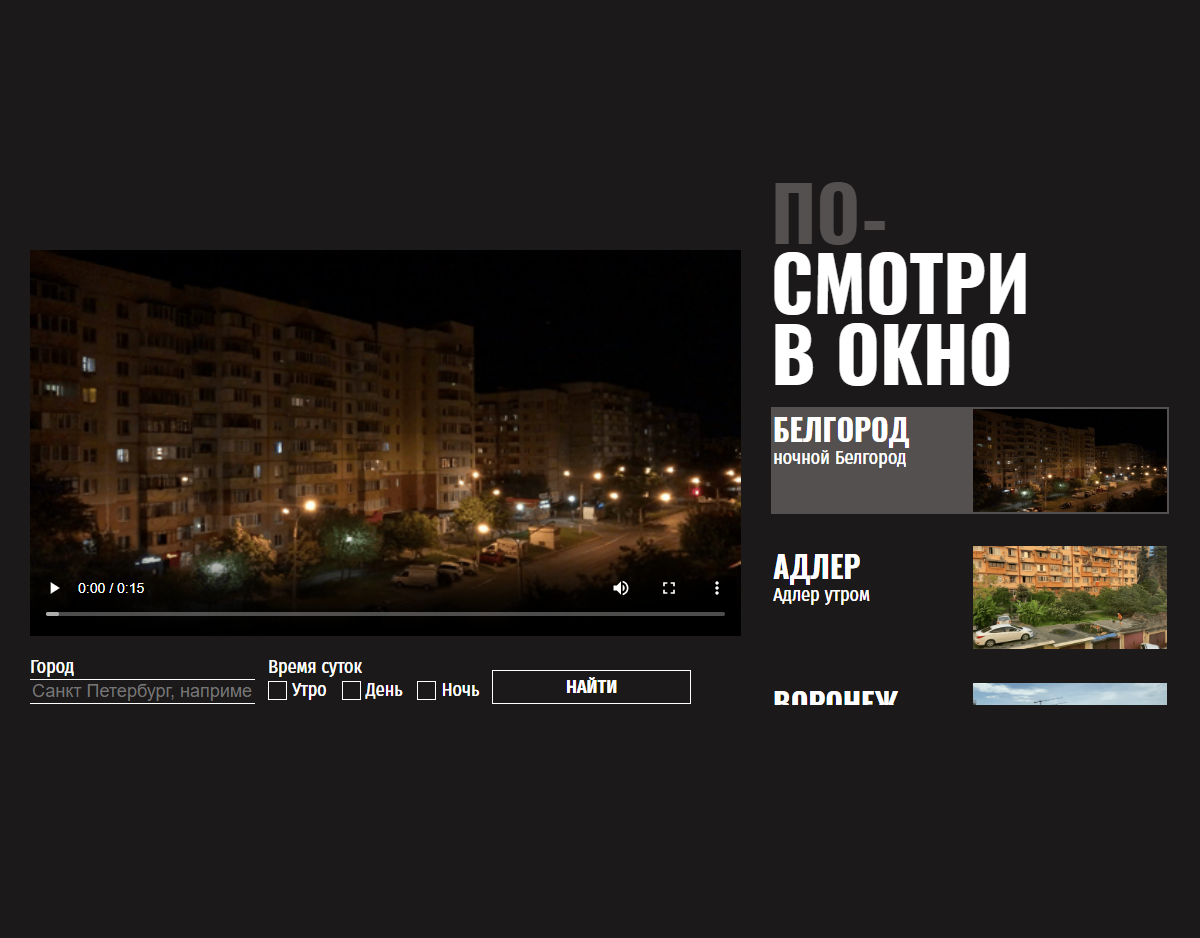 ПО-
СМОТРИ
В ОКНО
БЕЛГОРОД
ночной Белгород
АДЛЕР
Адлер утром
ВОРОНЕЖ
0:00 / 0:15
Город
Санкт Петербург, наприме
Время суток
Утро
День
Ночь
НАЙТИ